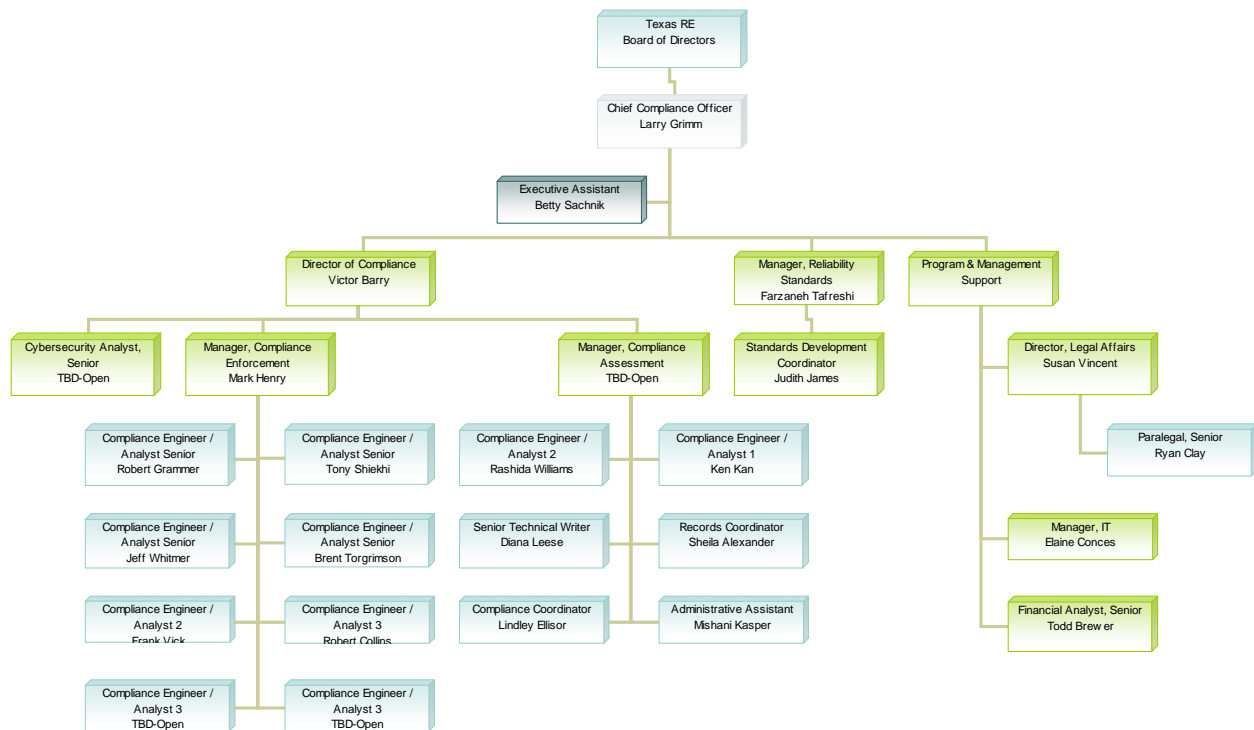 Texas RE
Board of Directors
Chief Compliance Officer
Larry Grimm
Executive Assistant
Betty Sachnik
Director of Compliance
Victor Barry
Manager, Reliability
Standards
Farzaneh Tafreshi
Program & Management
Support
Cybersecurity Analyst,
Senior
TBD-Open
Manager, Compliance
Enforcement
Mark Henry
Manager, Compliance
Assessment
TBD-Open
Standards Development
Coordinator
Judith James
Director, Legal Affairs
Susan Vincent
Compliance Engineer /
Analyst Senior
Robert Grammer
Compliance Engineer /
Analyst Senior
Tony Shiekhi
Compliance Engineer /
Analyst 2
Rashida Williams
Compliance Engineer /
Analyst 1
Ken Kan
Paralegal, Senior
Ryan Clay
Compliance Engineer /
Analyst Senior
Jeff Whitmer
Compliance Engineer /
Analyst Senior
Brent Torgrimson
Senior Technical Writer
Diana Leese
Records Coordinator
Sheila Alexander
Manager, IT
Elaine Conces
Compliance Engineer /
Analyst 2
Frank Vick
Compliance Engineer /
Analyst 3
Robert Collins
Compliance Coordinator
Lindley Ellisor
Administrative Assistant
Mishani Kasper
Financial Analyst, Senior
Todd Brewer
Compliance Engineer /
Analyst 3
TBD-Open
Compliance Engineer /
Analyst 3
TBD-Open